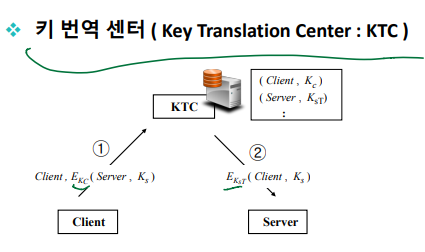 ❖ 키 번역 센터 ( Key Translation Center : KTC )
KTC
( Client , Kc )
( Server , KST)
:
①
②
Client , EKC( Server , Ks )
EKST( Client , Ks )
Client
Server